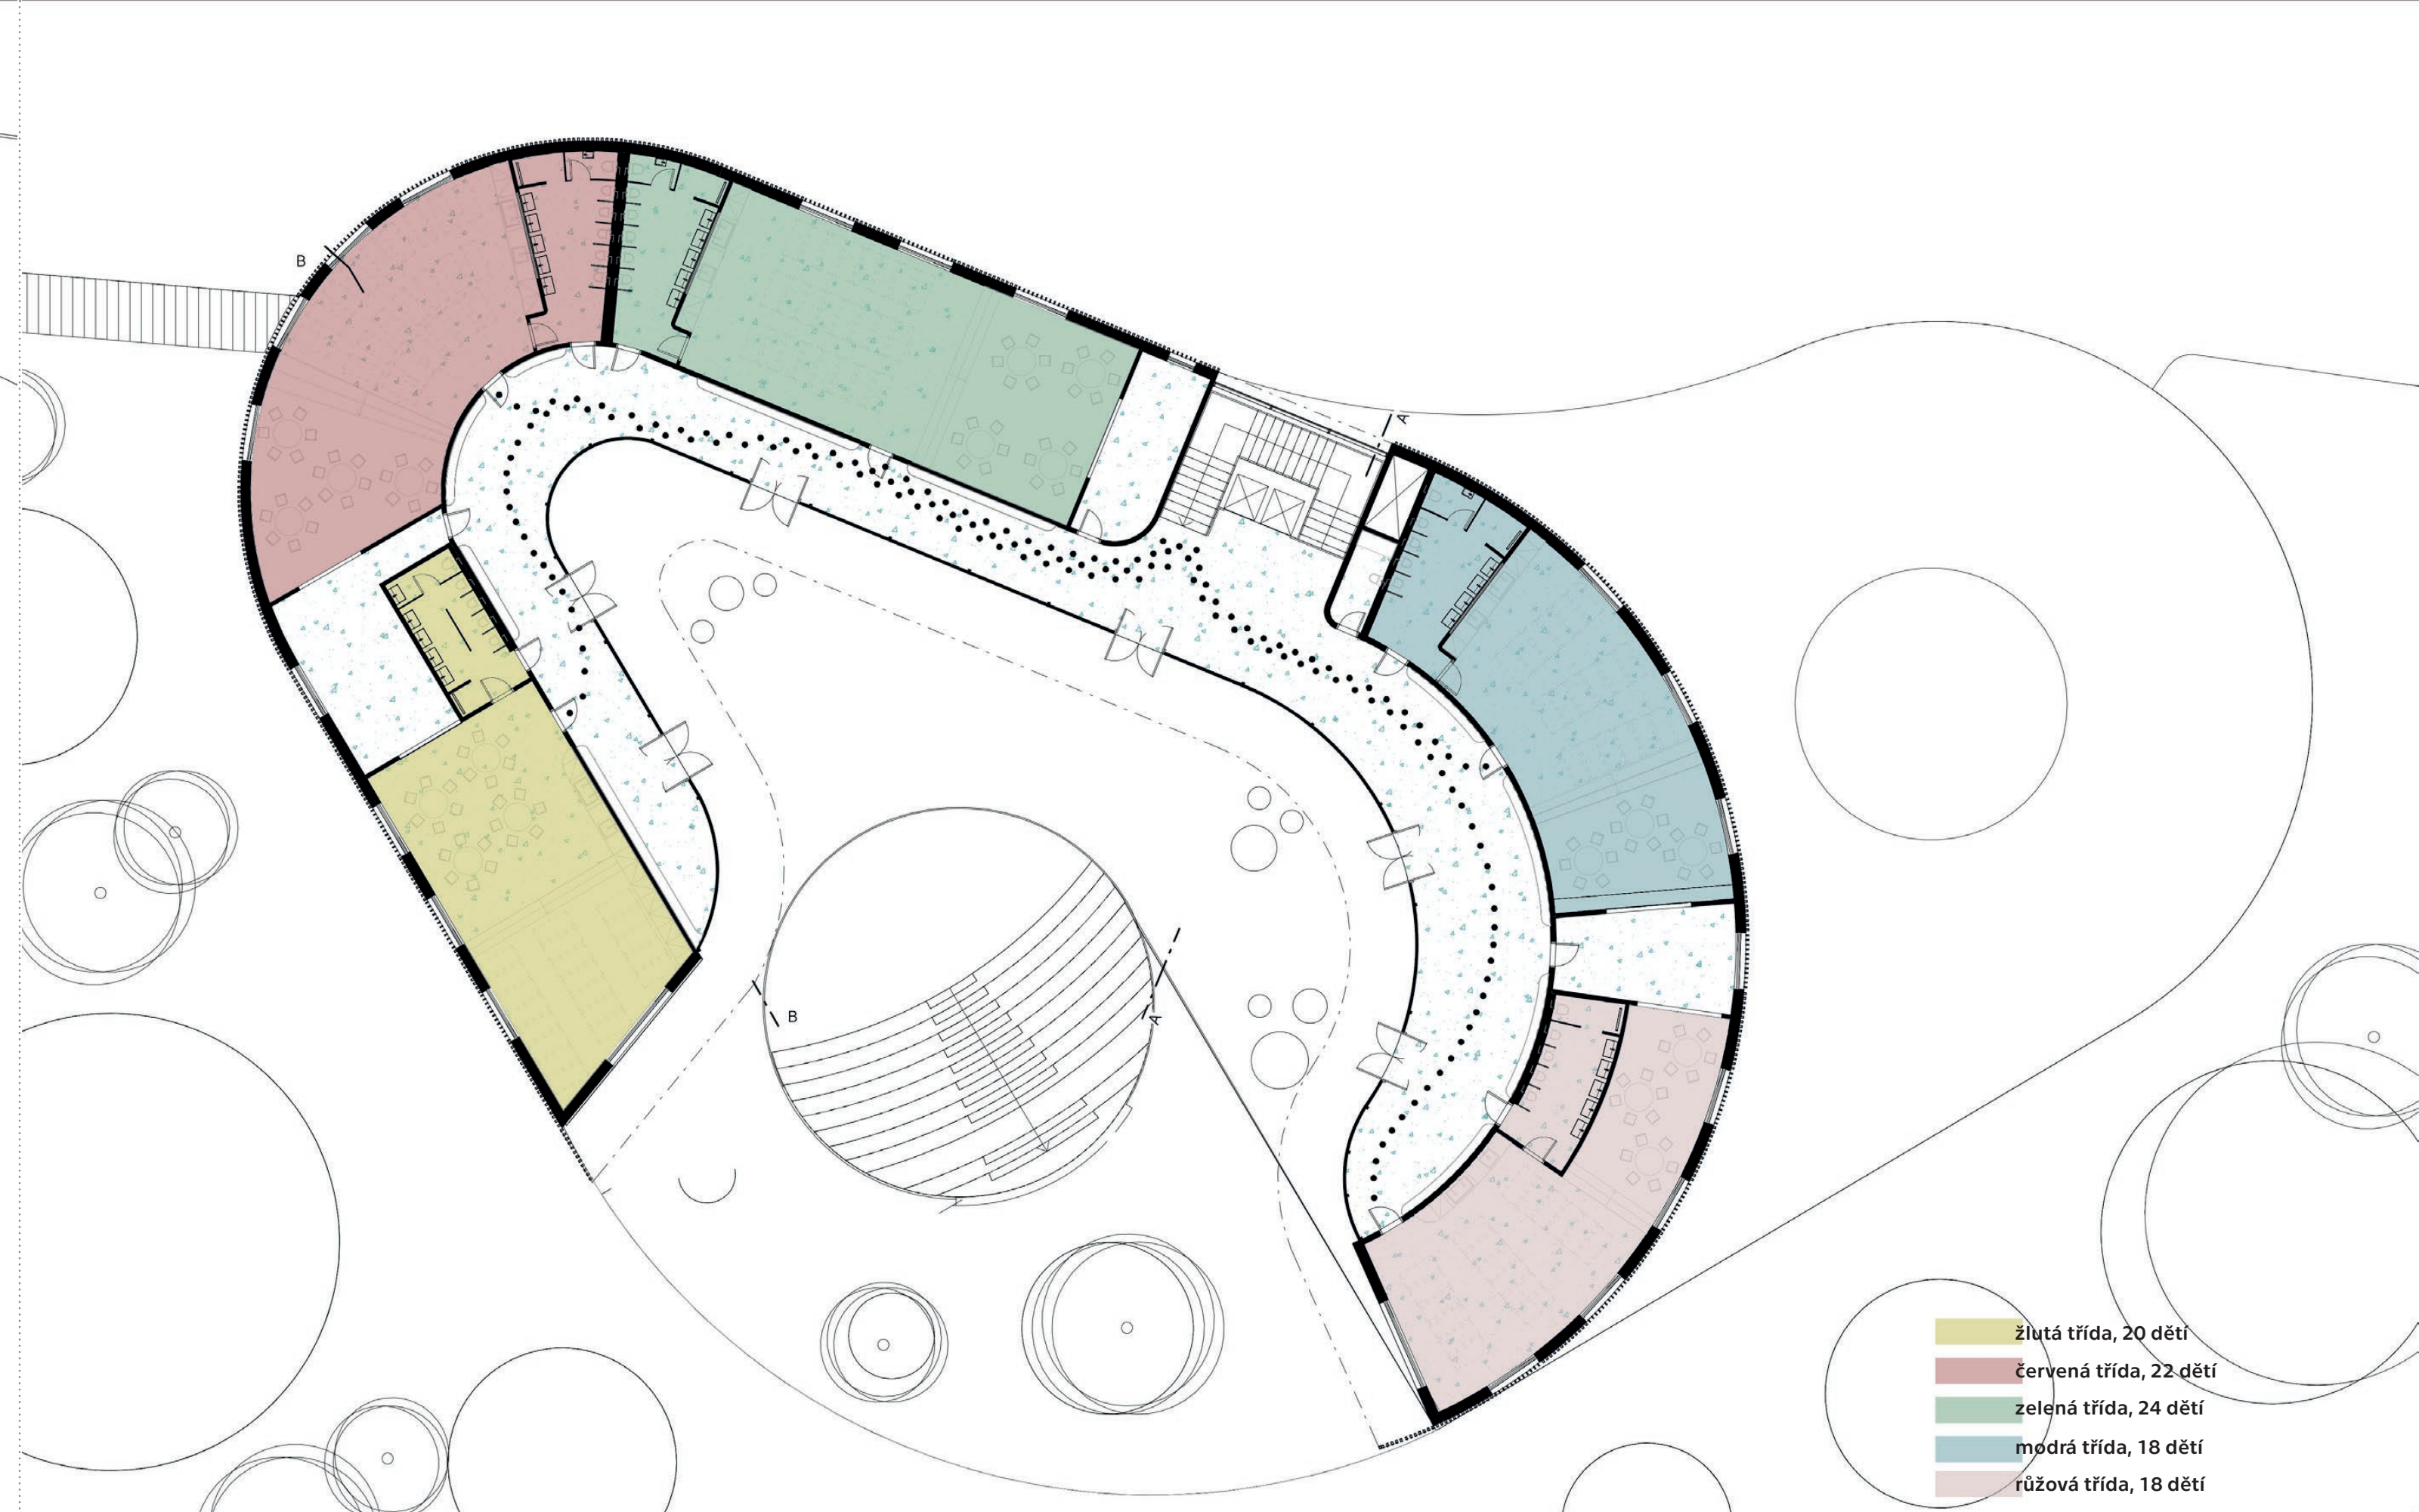 B
A
B
A
žlutá třída, 20 dětí
červená třída, 22 dětí
zelená třída, 24 dětí
modrá třída, 18 dětí
růžová třída, 18 dětí